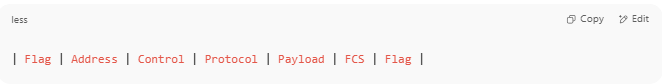 less Copy Edit
| Flag | Address | Control | Protocol | Payload | FCS | Flag |